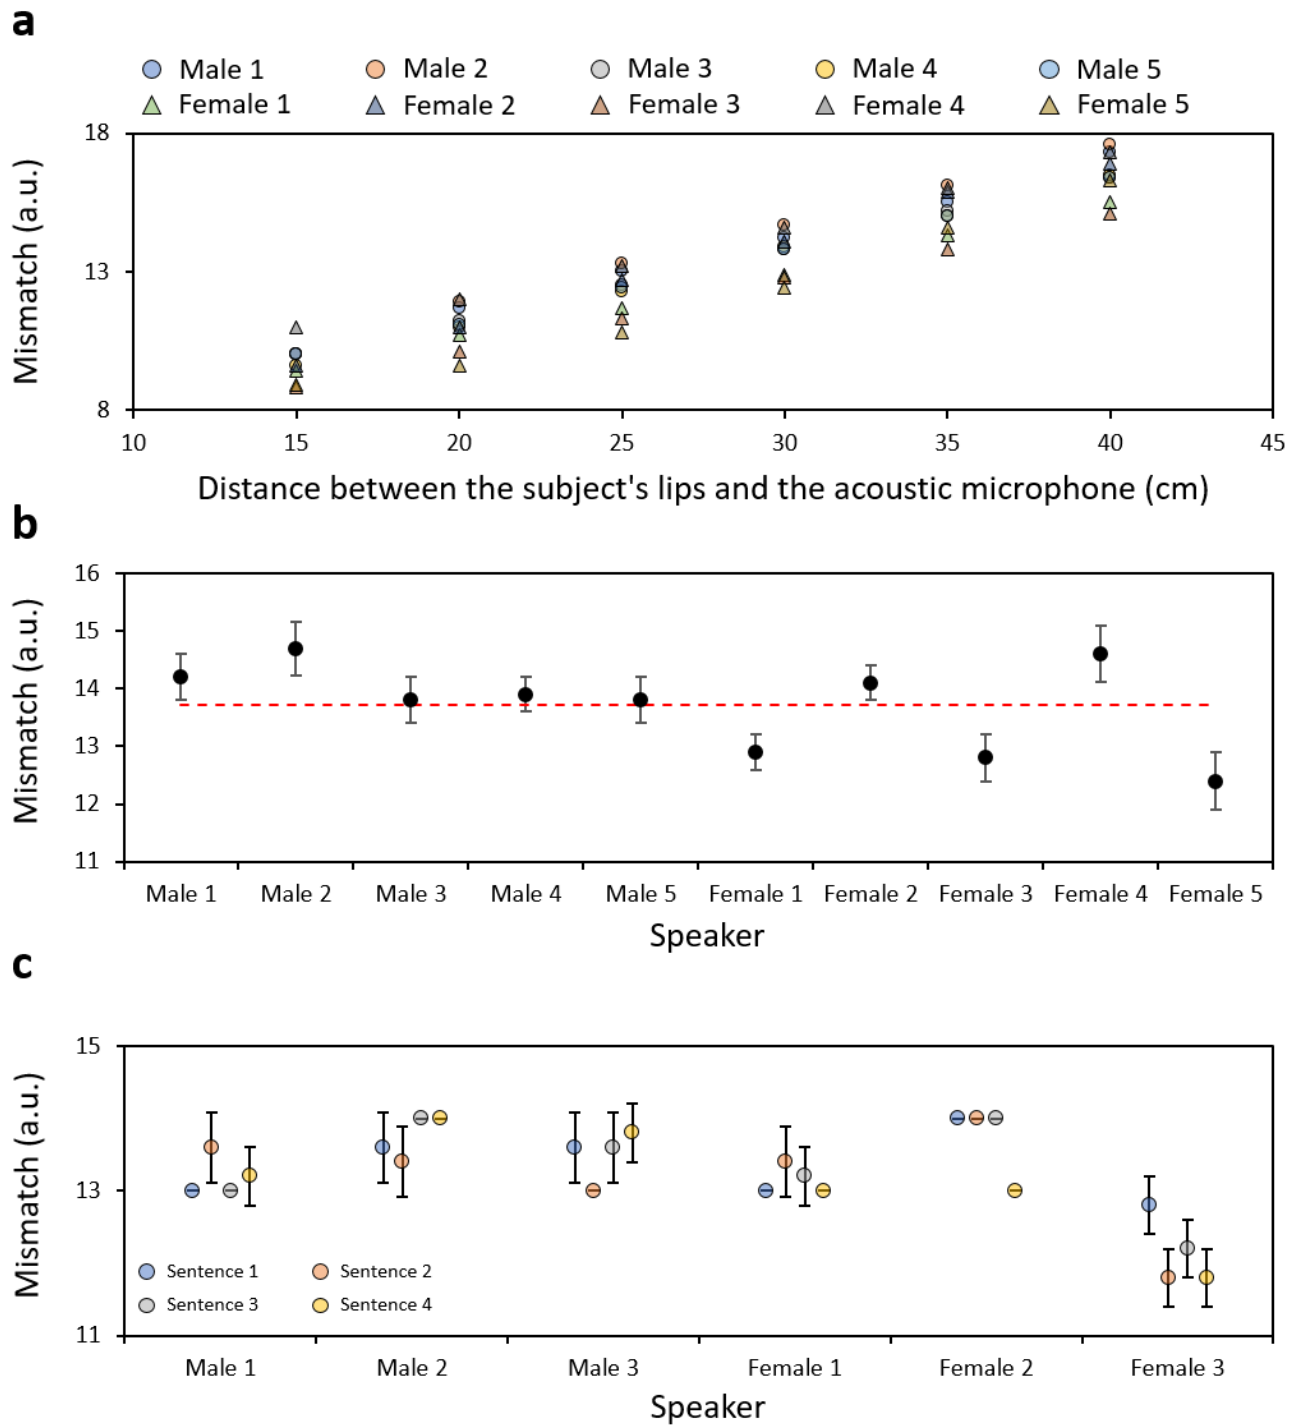 a
Male 1 Male 2 Male 3 Male 4 Male 5
Female 1 Female 2 Female 3 Female 4 Female 5
18
13
8
Mismatch (a.u.)
10 15 20 25 30 35 40 45
Distance between the subject's lips and the acoustic microphone (cm)
b
16
15
14
13
12
11
Mismatch (a.u.)
Male 1 Male 2 Male 3 Male 4 Male 5 Female 1 Female 2 Female 3 Female 4 Female 5
Speaker
c
15
13
11
Mismatch (a.u.)
Sentence 1 Sentence 2
Sentence 3 Sentence 4
Male 1 Male 2 Male 3 Female 1 Female 2 Female 3
Speaker